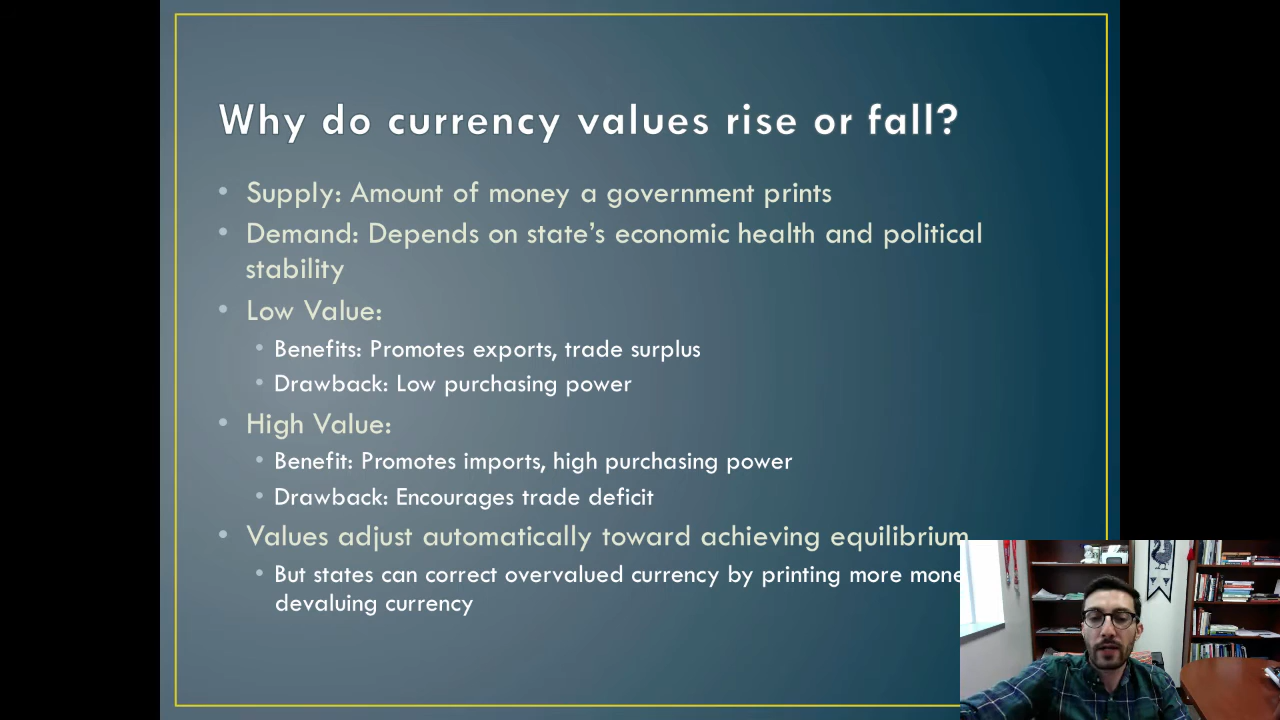 Why do currency values rise or fall?
• Supply: Amount of money a government prints
• Demand: Depends on state's economic health and political
stability
• Low Value:
• Benefits: Promotes exports, trade surplus
• Drawback: Low purchasing power
• High Value:
• Benefit: Promotes imports, high purchasing power
• Drawback: Encourages trade deficit
• Values adjust automatically toward achieving equilibrium
• But states can correct overvalued currency by printing more
devaluing currency